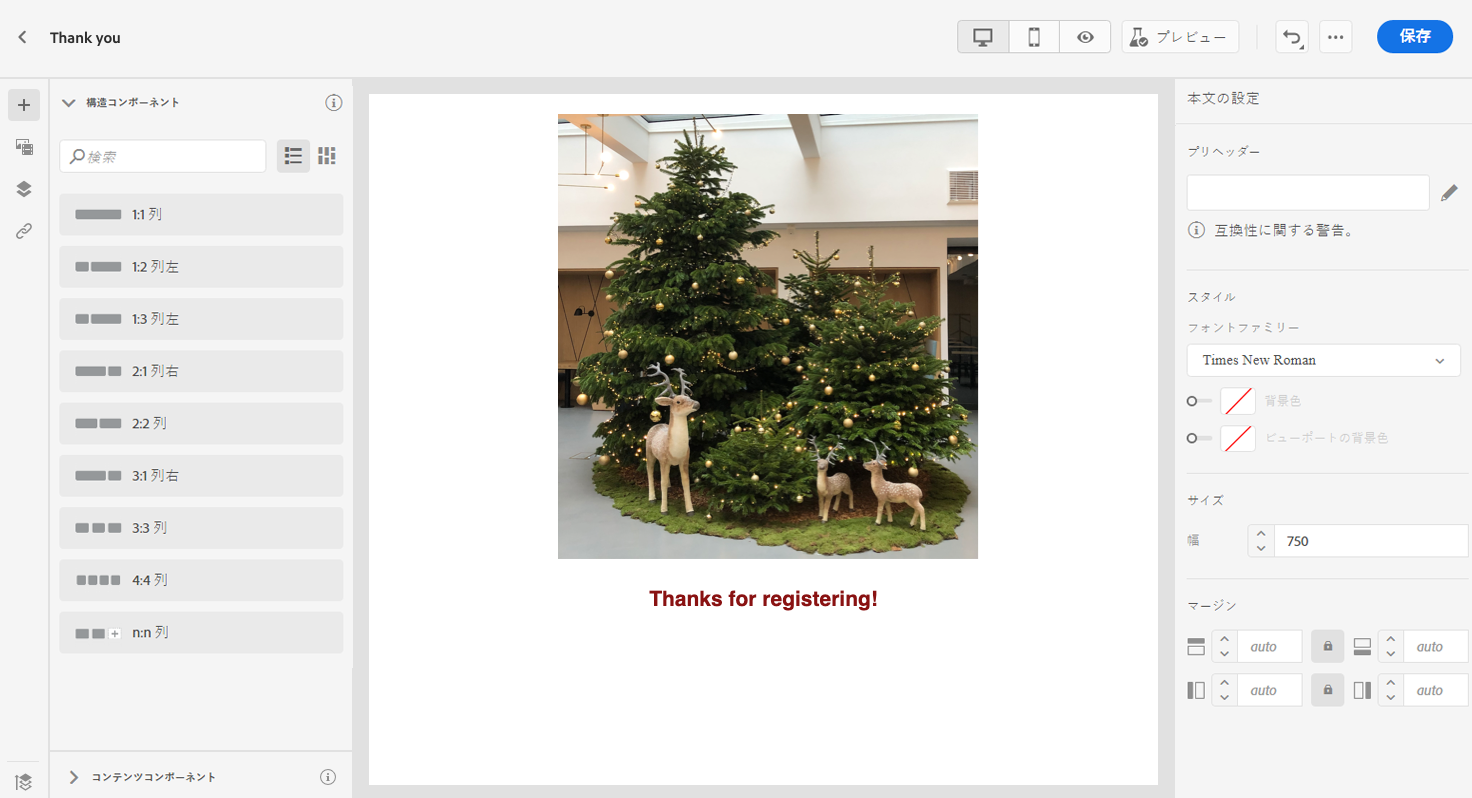 Thank you
プレビュー
保存
構造コンポーネント
検索
1:1 列
1:2 列左
1:3 列左
2:1 列右
2:2 列
3:1 列右
3:3 列
4:4 列
n:n 列
コンテンツコンポーネント
Thanks for registering!
本文の設定
プリヘッダー
互換性に関する警告。
スタイル
フォントファミリー
Times New Roman
背景色
ビューポートの背景色
サイズ
幅 750
マージン
auto auto
auto auto